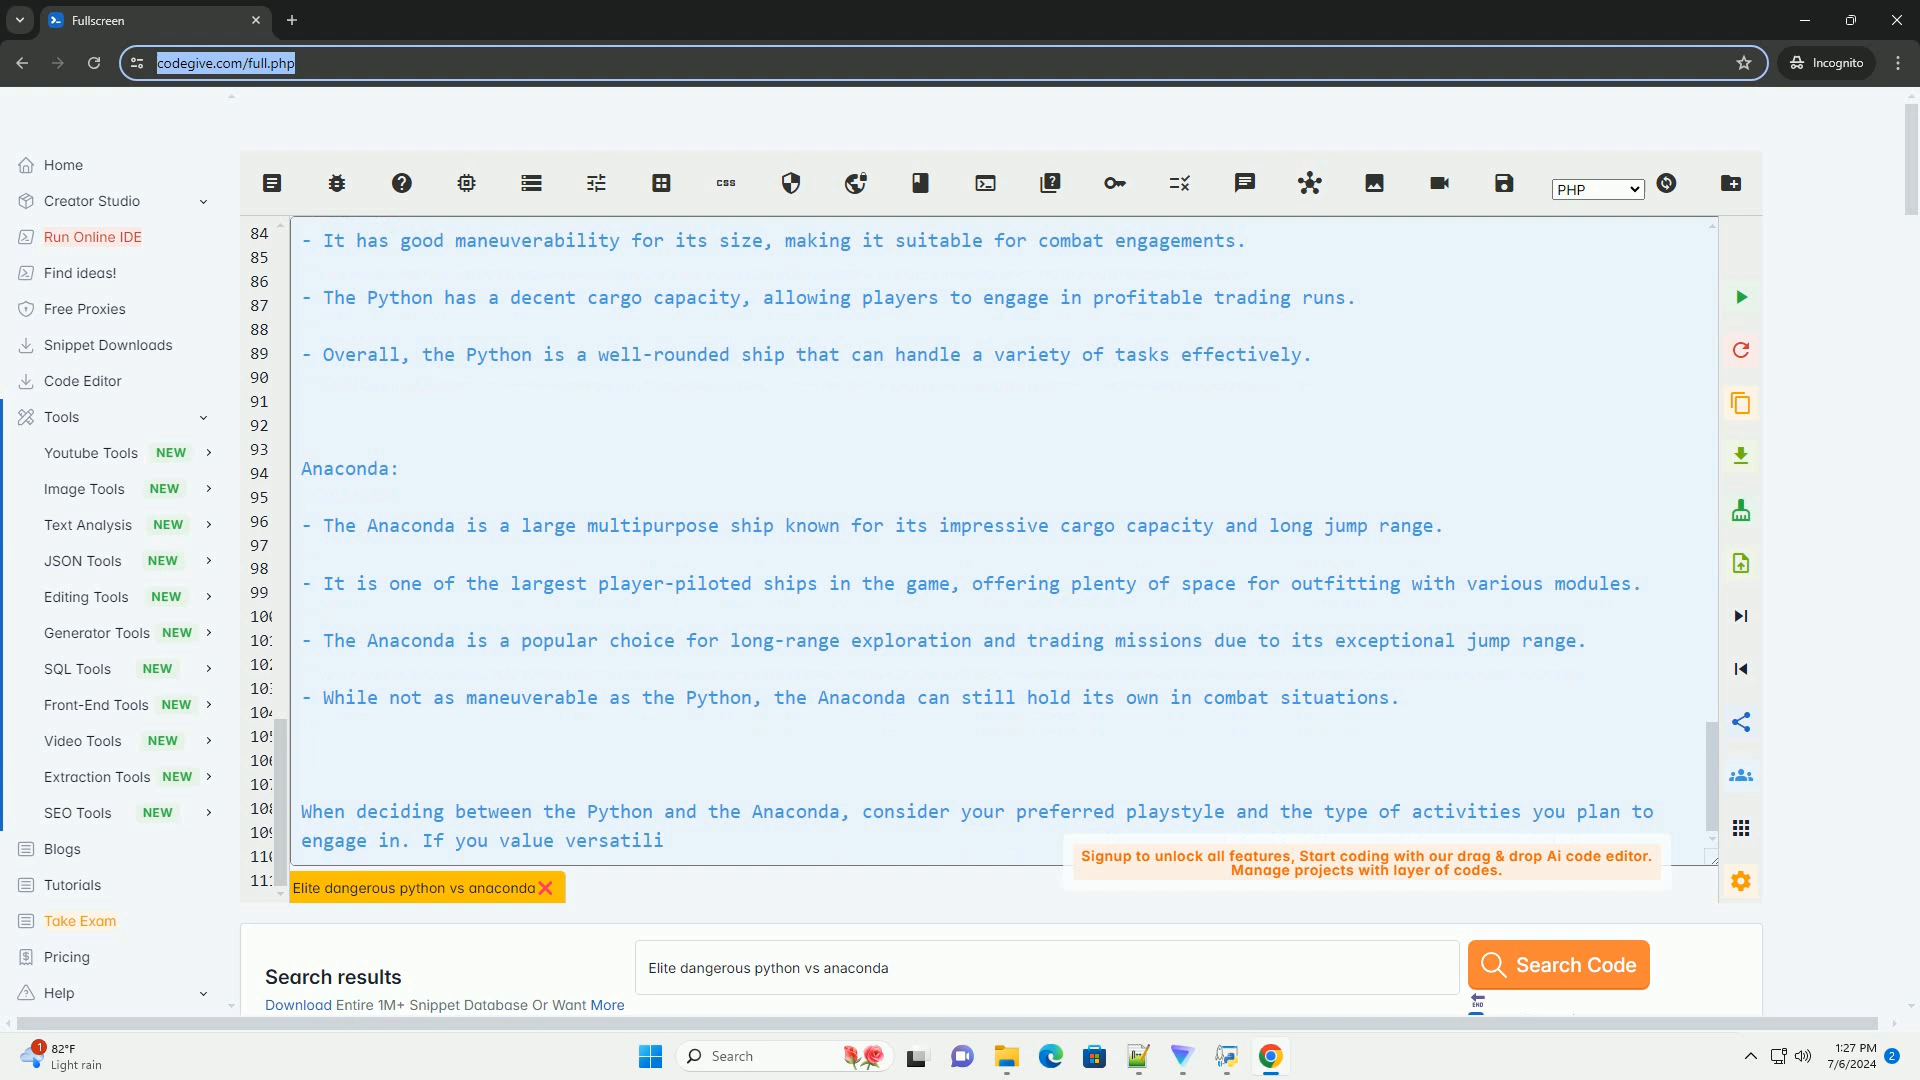 Fullscreen
codegive.com/full.php
Incognito
Home
Creator Studio
Run Online IDE
Find ideas!
Free Proxies
Snippet Downloads
Code Editor
Tools
Youtube Tools NEW
Image Tools NEW
Text Analysis NEW
JSON Tools NEW
Editing Tools NEW
Generator Tools NEW
SQL Tools NEW
Front-End Tools NEW
Video Tools NEW
Extraction Tools NEW
SEO Tools NEW
Blogs
Tutorials
Take Exam
Pricing
Help
CSS
PHP
84
85
86
87
88
89
90
91
92
93
94
95
96
97
98
99
- It has good maneuverability for its size, making it suitable for combat engagements.
- The Python has a decent cargo capacity, allowing players to engage in profitable trading runs.
- Overall, the Python is a well-rounded ship that can handle a variety of tasks effectively.
Anaconda:
- The Anaconda is a large multipurpose ship known for its impressive cargo capacity and long jump range.
- It is one of the largest player-piloted ships in the game, offering plenty of space for outfitting with various modules.
- The Anaconda is a popular choice for long-range exploration and trading missions due to its exceptional jump range.
- While not as maneuverable as the Python, the Anaconda can still hold its own in combat situations.
When deciding between the Python and the Anaconda, consider your preferred playstyle and the type of activities you plan to
engage in. If you value versatili
Signup to unlock all features, Start coding with our drag & drop Ai code editor.
Manage projects with layer of codes.
Elite dangerous python vs anaconda
Search results
Download Entire 1M+ Snippet Database Or Want More
Elite dangerous python vs anaconda
Search Code
END
1
82°F
Light rain
Search
1:27 PM
7/6/2024
2